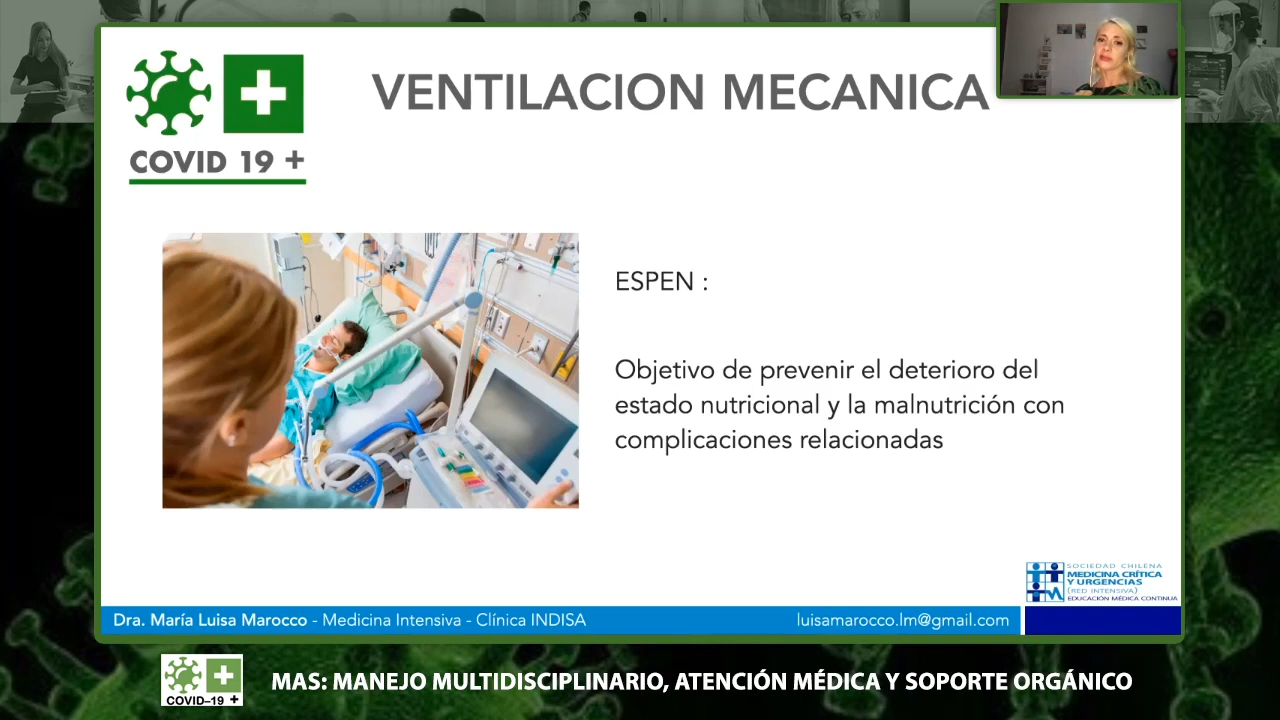 VENTILACION MECANICA
COVID 19 +
ESPEN :
Objetivo de prevenir el deterioro del
estado nutricional y la malnutrición con
complicaciones relacionadas
SOCIEDAD CHILENA
MEDICINA CRÍTICA
Y URGENCIAS
(RED INTENSIVA)
EDUCACIÓN MÉDICA CONTINUA
Dra. María Luisa Marocco - Medicina Intensiva - Clínica INDISA
luisamarocco.lm@gmail.com
COVID-19 +
MAS: MANEJO MULTIDISCIPLINARIO, ATENCIÓN MÉDICA Y SOPORTE ORGÁNICO